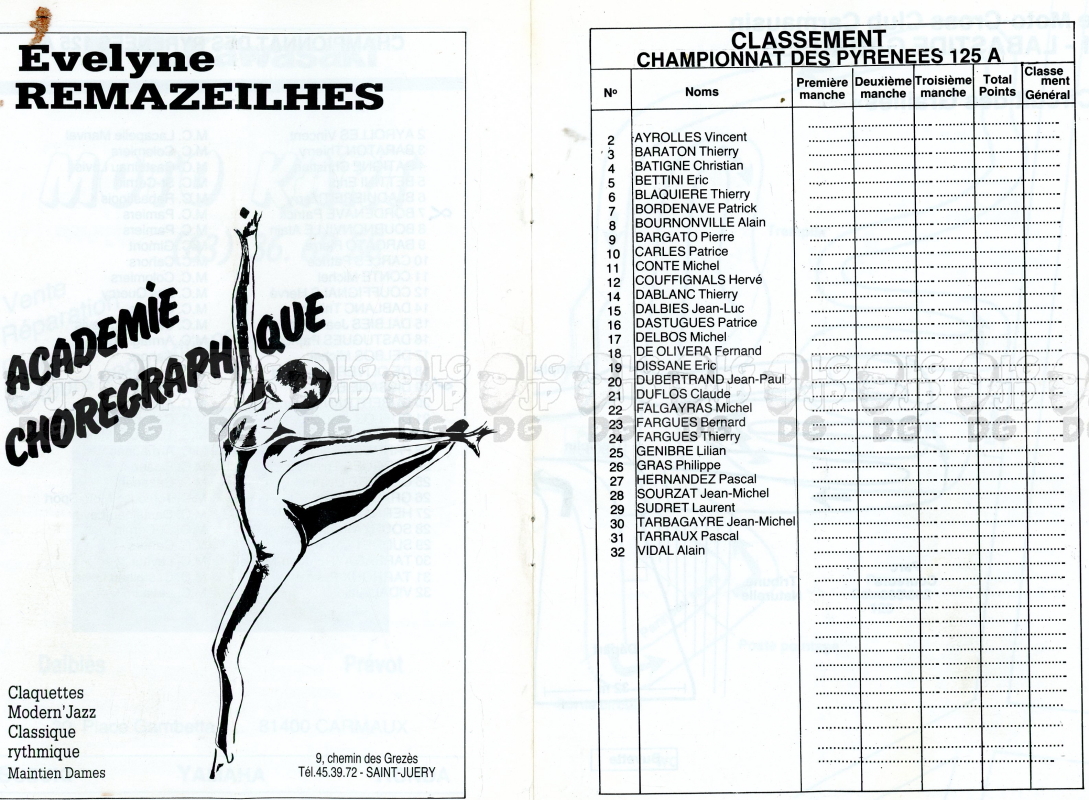 Evelyne
REMAZEILHES
ACADEMIE
CHOREGRAPHIQUE
Claquettes
Modern'Jazz
Classique
rythmique
Maintien Dames
9, chemin des Grezès
Tél.45.39.72 - SAINT-JUERY
CLASSEMENT
CHAMPIONNAT DES PYRENEES 125 A
Nº Noms Première manche Deuxième manche Troisième manche Total Points Classe ment Général
2 AYROLLES Vincent
3 BARATON Thierry
4 BATIGNE Christian
5 BETTINI Eric
6 BLAQUIERE Thierry
7 BORDENAVE Patrick
8 BOURNONVILLE Alain
9 BARGATO Pierre
10 CARLES Patrice
11 CONTE Michel
12 COUFFIGNALS Hervé
14 DABLANC Thierry
15 DALBIES Jean-Luc
16 DASTUGUES Patrice
17 DELBOS Michel
18 DE OLIVERA Fernand
19 DISSANE Eric
20 DUBERTRAND Jean-Paul
21 DUFLOS Claude
22 FALGAYRAS Michel
23 FARGUES Bernard
24 FARGUES Thierry
25 GENIBRE Lilian
26 GRAS Philippe
27 HERNANDEZ Pascal
28 SOURZAT Jean-Michel
29 SUDRET Laurent
30 TARBAGAYRE Jean-Michel
31 TARRAUX Pascal
32 VIDAL Alain